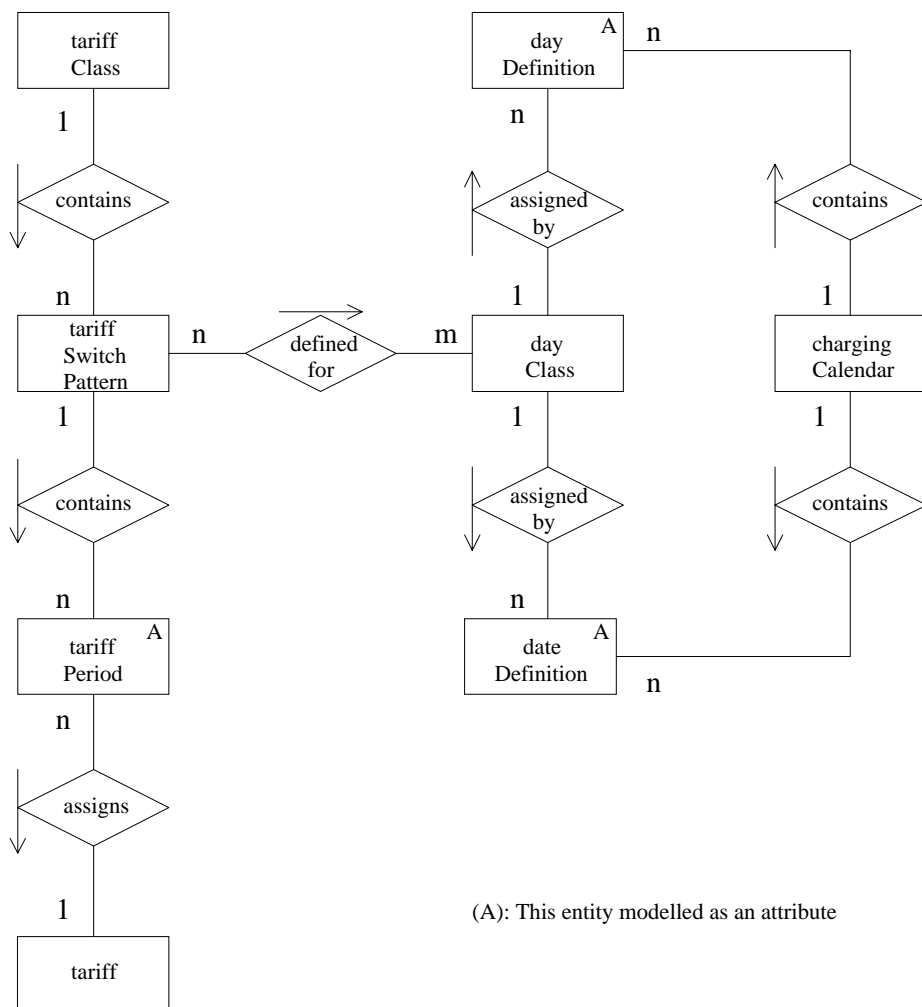 tariff
Class
A
day
Definition
n
1
n
contains
assigned
by
contains
n
1
1
tariff
Switch
Pattern
n
defined
for
m
day
Class
charging
Calendar
1
1
1
contains
assigned
by
contains
n
n
tariff
Period
A
date
Definition
A
n
n
assigns
1
(A): This entity modelled as an attribute
tariff